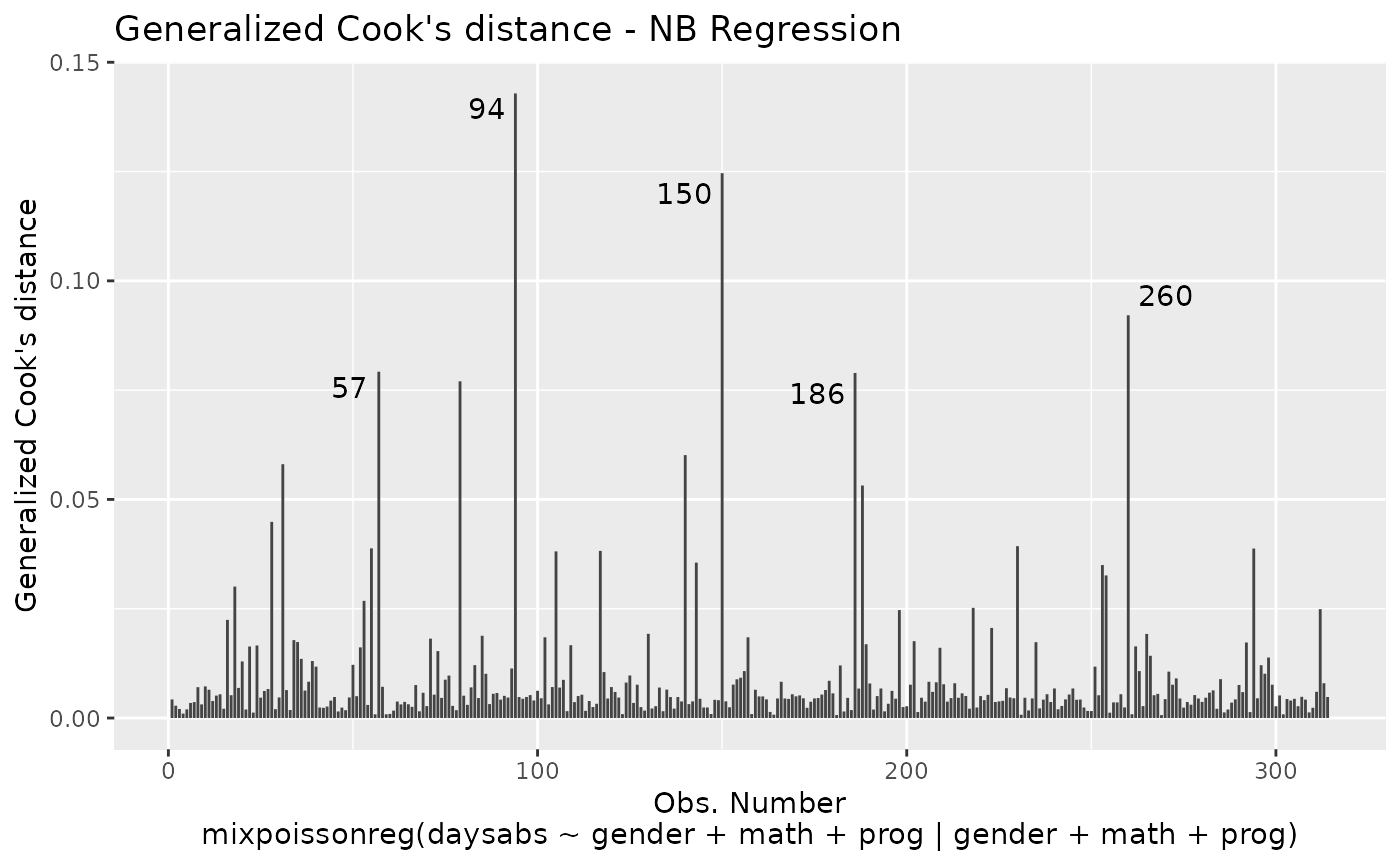 Generalized Cook's distance - NB Regression
0.15
94
150
0.10
260
57
186
0.05
0.00
Generalized Cook's distance
0 100 200 300
Obs. Number
mixpoissonreg(daysabs ~ gender + math + prog | gender + math + prog)